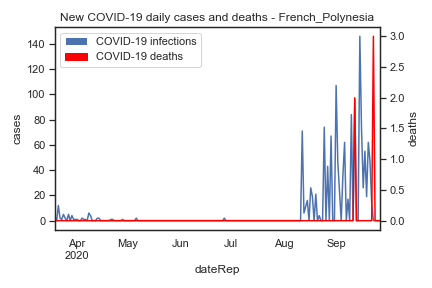 New COVID-19 daily cases and deaths - French_Polynesia
COVID-19 infections
COVID-19 deaths
140
120
100
80
60
40
20
0
cases
3.0
2.5
2.0
1.5
1.0
0.5
0.0
deaths
Apr May Jun Jul Aug Sep
2020
dateRep